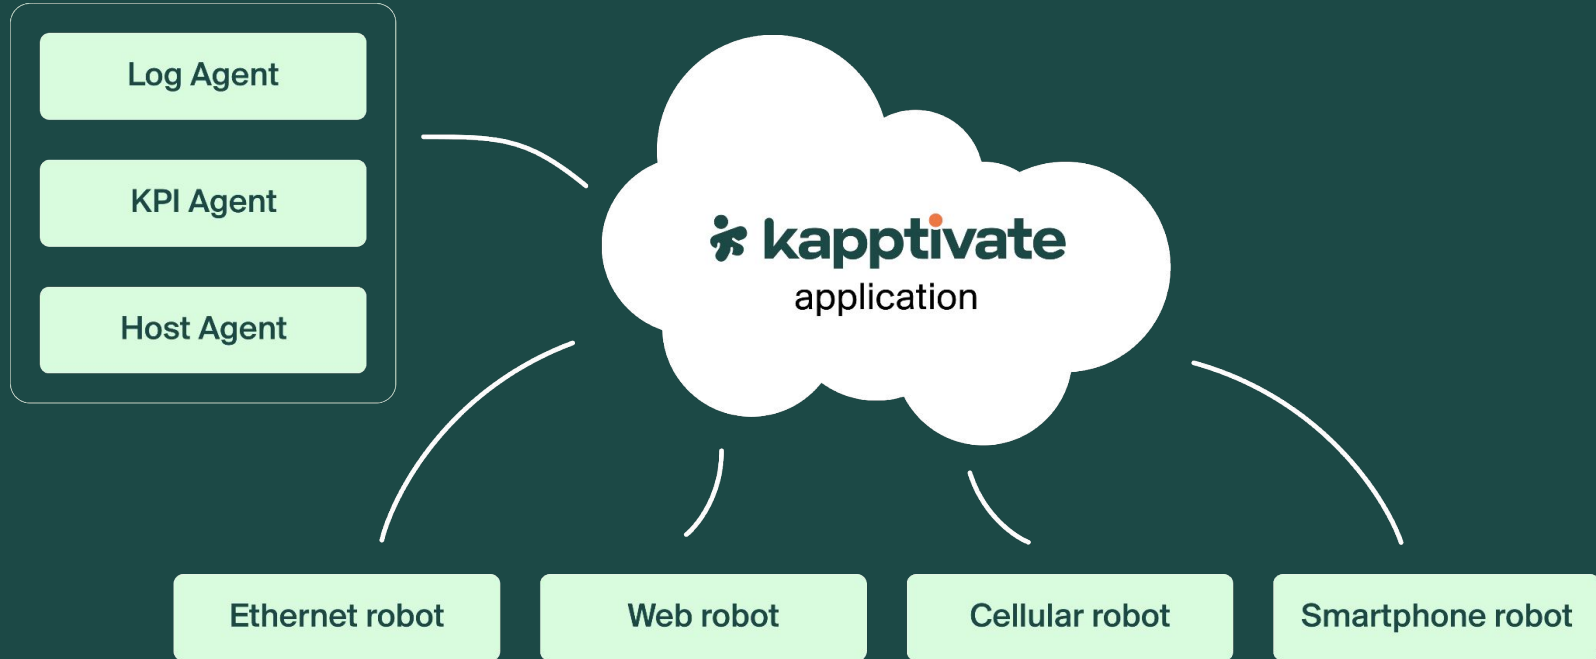 Log Agent
KPI Agent
Host Agent
kapptivate
application
Ethernet robot
Web robot
Cellular robot
Smartphone robot